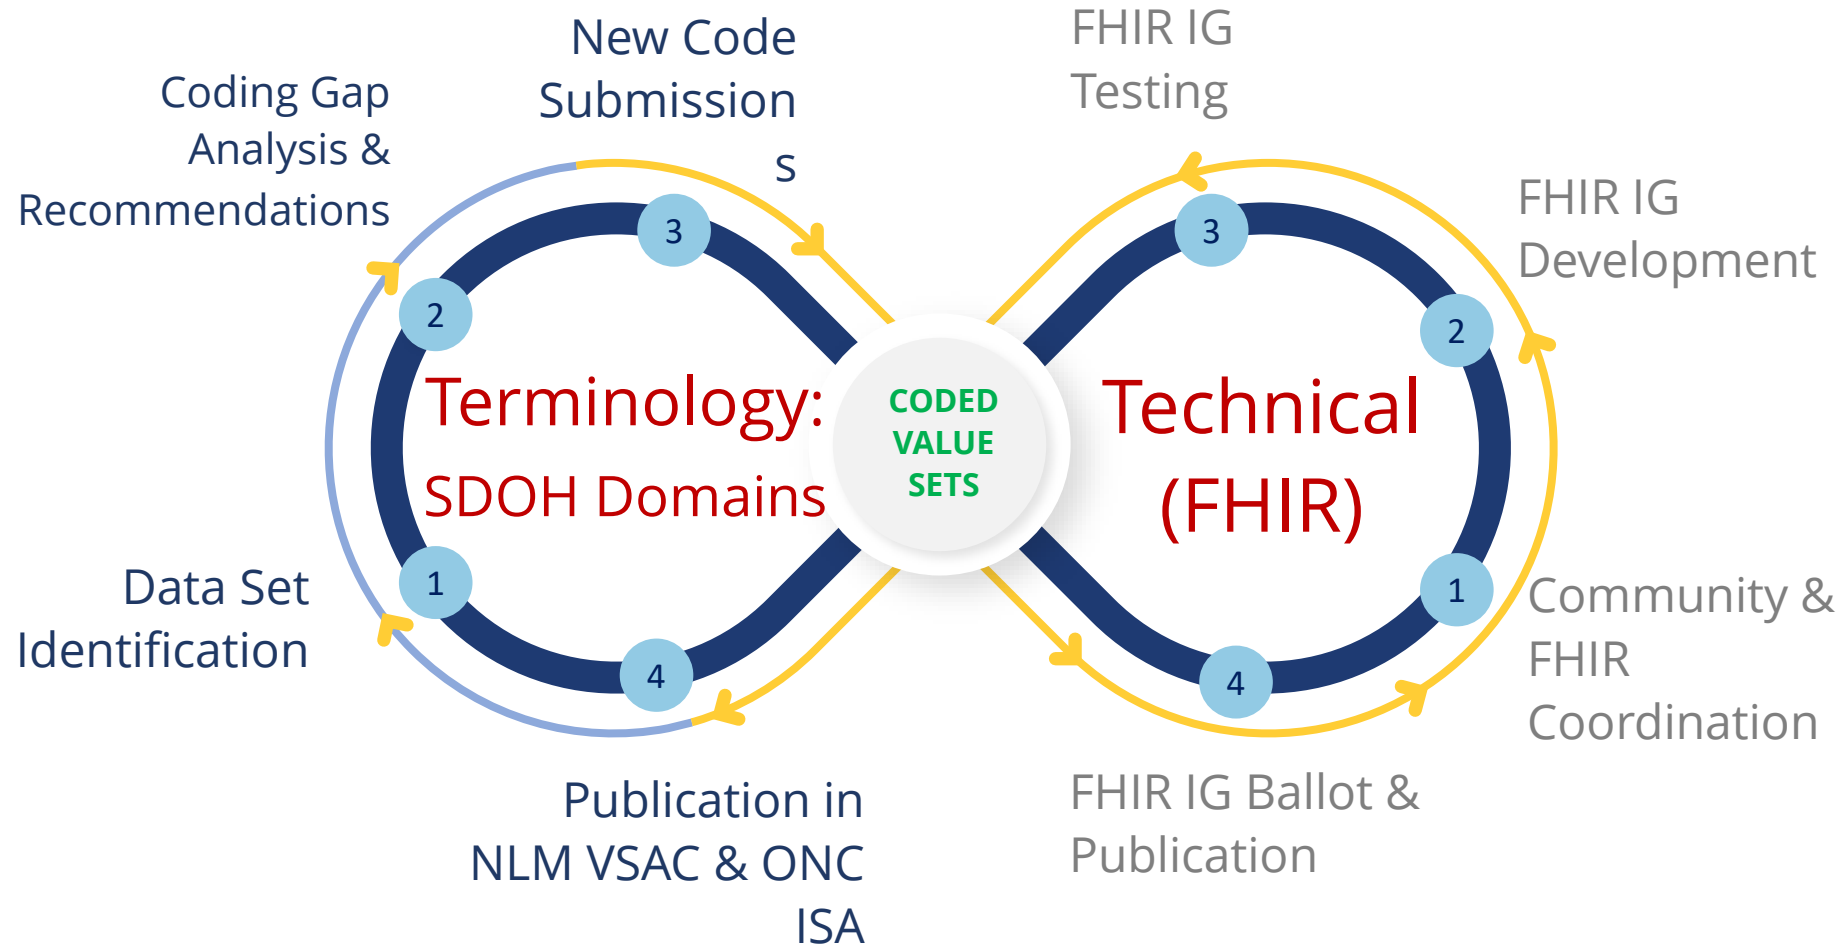 New Code
Submission
s
Coding Gap
Analysis &
Recommendations
3
2
Terminology:
SDOH Domains
1
Data Set
Identification
4
Publication in
NLM VSAC & ONC
ISA
CODED
VALUE
SETS
FHIR IG
Testing
FHIR IG
Development
3
2
Technical
(FHIR)
1
Community &
FHIR
Coordination
4
FHIR IG Ballot &
Publication